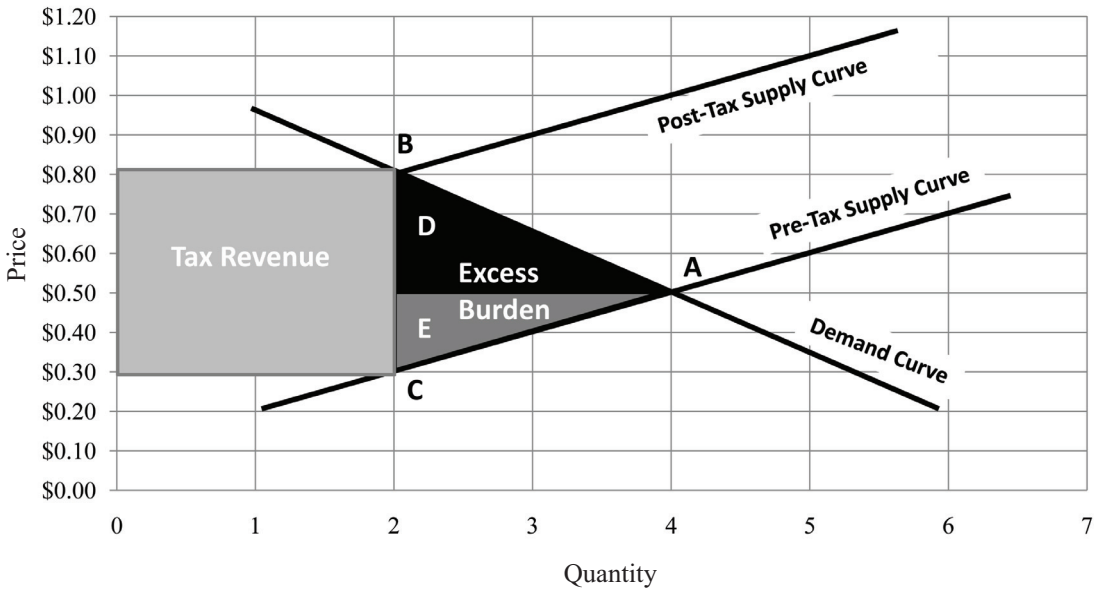 $1.20
$1.10
$1.00
$0.90
$0.80
$0.70
$0.60
$0.50
$0.40
$0.30
$0.20
$0.10
$0.00
Price
Post-Tax Supply Curve
B
Pre-Tax Supply Curve
D
Tax Revenue
A
Excess
Burden
E
Demand Curve
C
0 1 2 3 4 5 6 7
Quantity